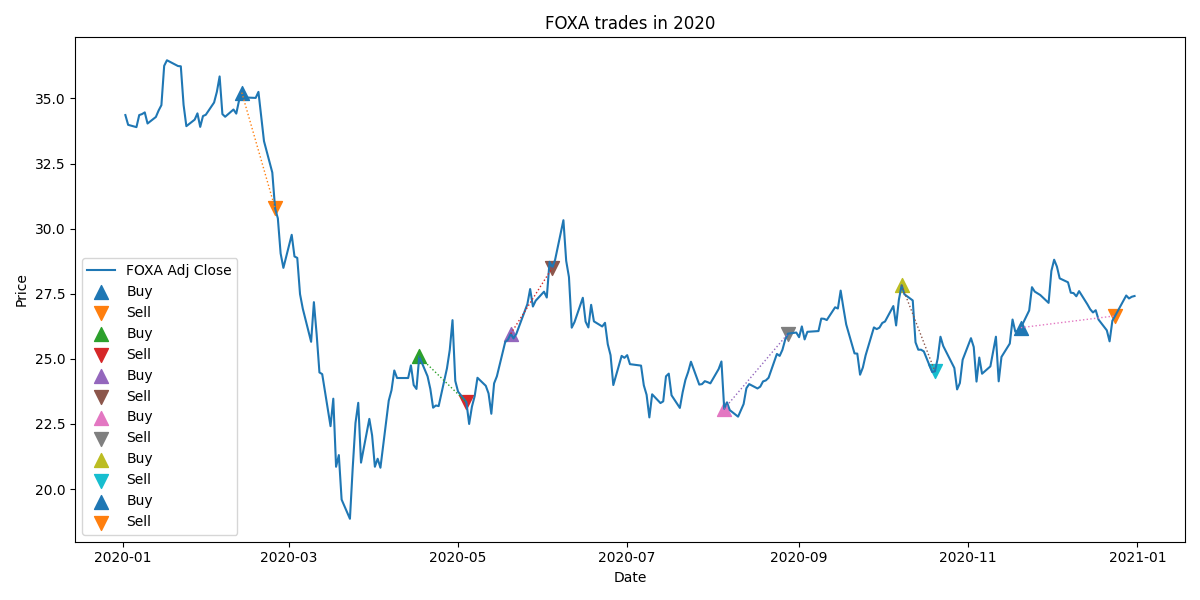 FOXA trades in 2020
Price
35.0
32.5
30.0
27.5
25.0
22.5
20.0
FOXA Adj Close
Buy
Sell
Buy
Sell
Buy
Sell
Buy
Sell
Buy
Sell
Buy
Sell
2020-01
2020-03
2020-05
2020-07
2020-09
2020-11
2021-01
Date